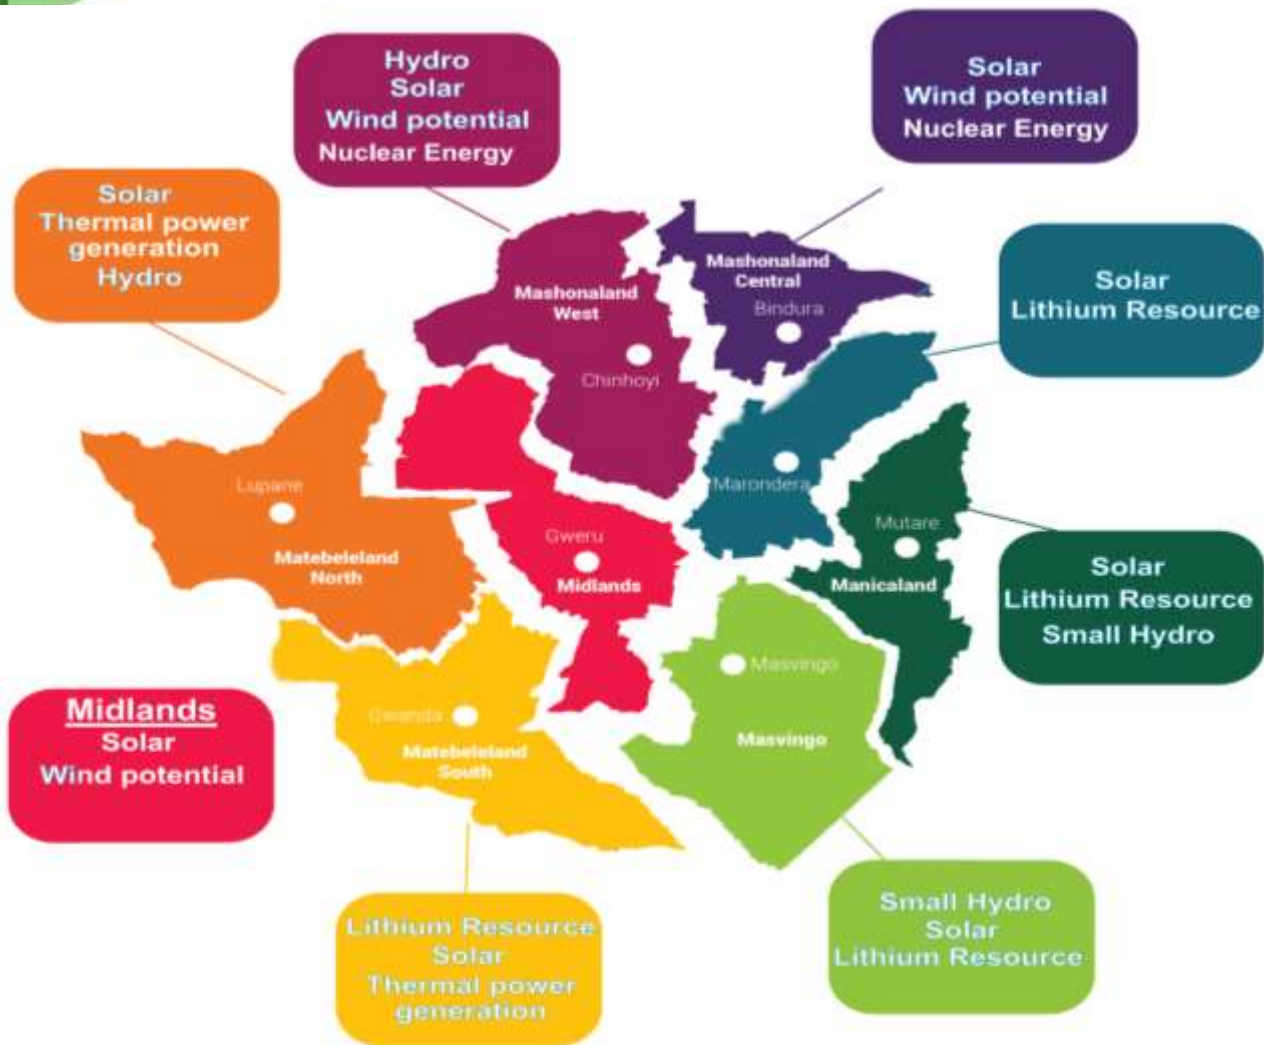 Hydro
Solar
Wind potential
Nuclear Energy
Solar
Wind potential
Nuclear Energy
Solar
Thermal power
generation
Hydro
Solar
Lithium Resource
Mashonaland
Central
Bindura
Mashonaland
West
Chinhoyi
Lupane
Matebeleland
North
Gweru
Midlands
Marondera
Mutare
Manicaland
Solar
Lithium Resource
Small Hydro
Masvingo
Masvingo
Gwanda
Matebeleland
South
Midlands
Solar
Wind potential
Lithium Resource
Solar
Thermal power
generation
Small Hydro
Solar
Lithium Resource